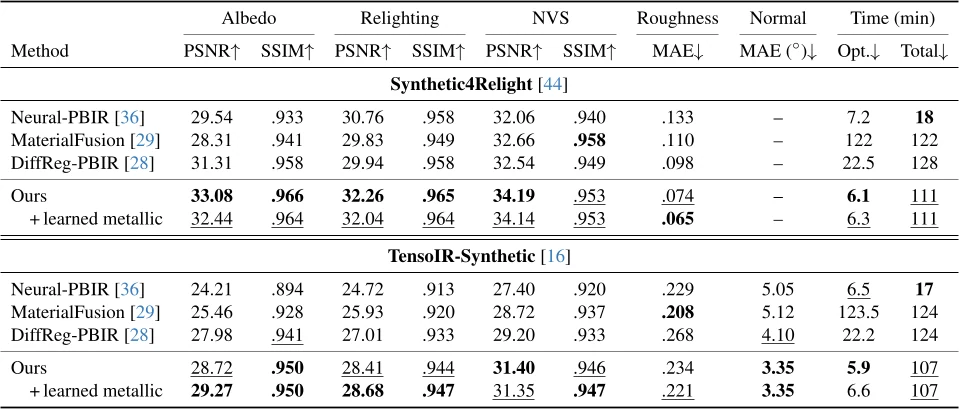 Albedo Relighting NVS Roughness Normal Time (min)
Method PSNR↑ SSIM↑ PSNR↑ SSIM↑ PSNR↑ SSIM↑ MAE↓ MAE (°)↓ Opt.↓ Total↓
Synthetic4Relight [44]
Neural-PBIR [36] 29.54 .933 30.76 .958 32.06 .940 .133 – 7.2 18
MaterialFusion [29] 28.31 .941 29.83 .949 32.66 .958 .110 – 122 122
DiffReg-PBIR [28] 31.31 .958 29.94 .958 32.54 .949 .098 – 22.5 128
Ours 33.08 .966 32.26 .965 34.19 .953 .074 – 6.1 111
+ learned metallic 32.44 .964 32.04 .964 34.14 .953 .065 – 6.3 111
TensoIR-Synthetic [16]
Neural-PBIR [36] 24.21 .894 24.72 .913 27.40 .920 .229 5.05 6.5 17
MaterialFusion [29] 25.46 .928 25.93 .920 28.72 .937 .208 5.12 123.5 124
DiffReg-PBIR [28] 27.98 .941 27.01 .933 29.20 .933 .268 4.10 22.2 124
Ours 28.72 .950 28.41 .944 31.40 .946 .234 3.35 5.9 107
+ learned metallic 29.27 .950 28.68 .947 31.35 .947 .221 3.35 6.6 107